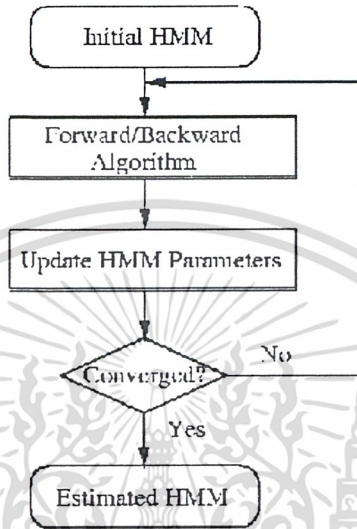 Initial HMM
Forward/Backward
Algorithm
Update HMM Parameters
Converged?
No
Yes
Estimated HMM